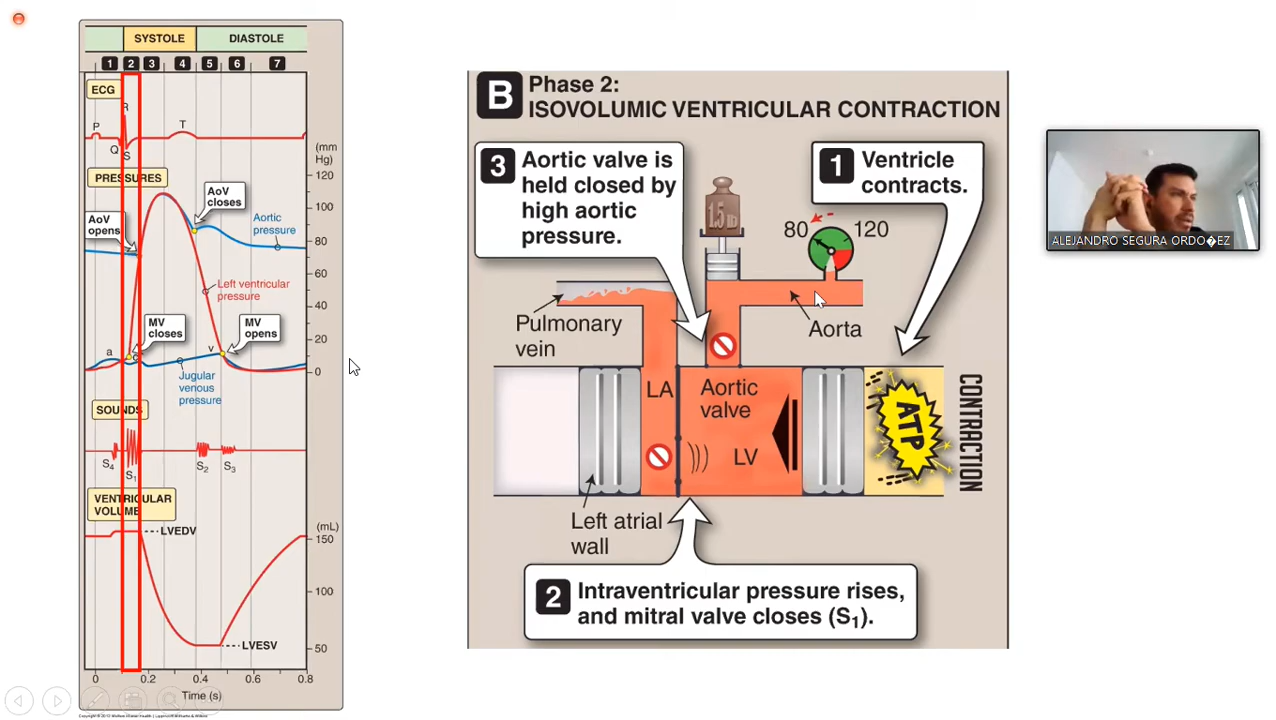 SYSTOLE DIASTOLE
1 2 3 4 5 6 7
ECG
R
P
T
Q
S
(mm
Hg)
PRESSURES
120
AoV
closes
100
AoV
opens
Aortic
pressure
80
60
Left ventricular
pressure
40
MV
closes
MV
opens
20
a
c
v
0
Jugular
venous
pressure
SOUNDS
S4
S1
S2
S3
VENTRICULAR
VOLUME
(mL)
LVEDV
150
100
LVESV
50
0 0.2 0.4 0.6 0.8
Time (s)
B
Phase 2:
ISOVOLUMIC VENTRICULAR CONTRACTION
3
Aortic valve is
held closed by
high aortic
pressure.
1
Ventricle
contracts.
1.5 lb
80 120
Pulmonary
vein
Aorta
LA
Aortic
valve
LV
ATP
CONTRACTION
Left atrial
wall
2
Intraventricular pressure rises,
and mitral valve closes (S1).
ALEJANDRO SEGURA ORDO�EZ